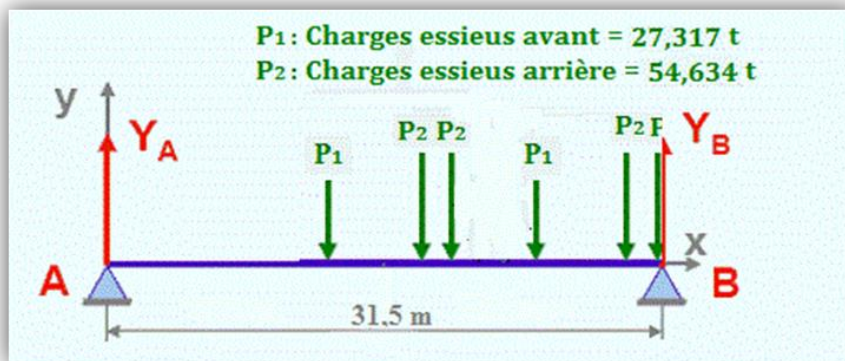 P1 : Charges essieus avant = 27,317 t
P2 : Charges essieus arrière = 54,634 t
y
YA
P1
P2 P2
P1
P2 P
YB
x
A
B
31,5 m